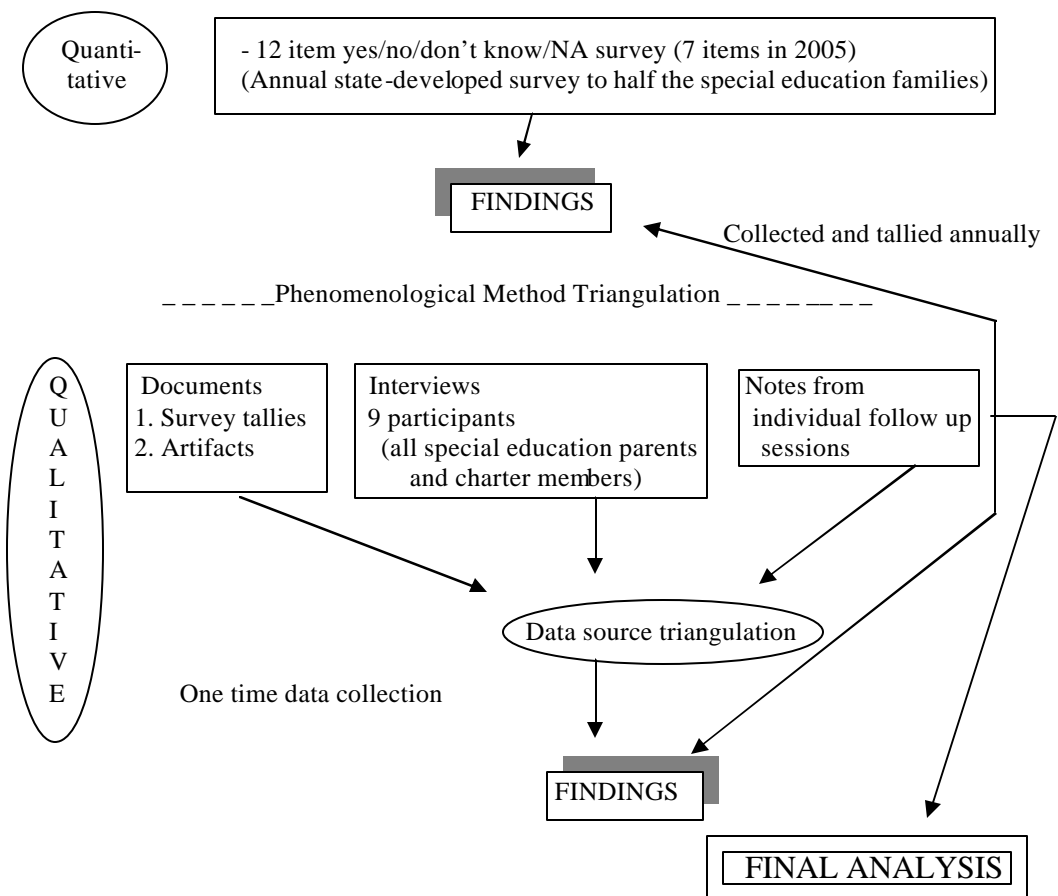 Quanti-
tative
- 12 item yes/no/don’t know/NA survey (7 items in 2005)
(Annual state-developed survey to half the special education families)
FINDINGS
Collected and tallied annually
_ _ _ _ _ _Phenomenological Method Triangulation _ _ _ _ _ _ _ _
Q
U
A
L
I
T
A
T
I
V
E
Documents
1. Survey tallies
2. Artifacts
Interviews
9 participants
(all special education parents
and charter members)
Notes from
individual follow up
sessions
Data source triangulation
One time data collection
FINDINGS
FINAL ANALYSIS